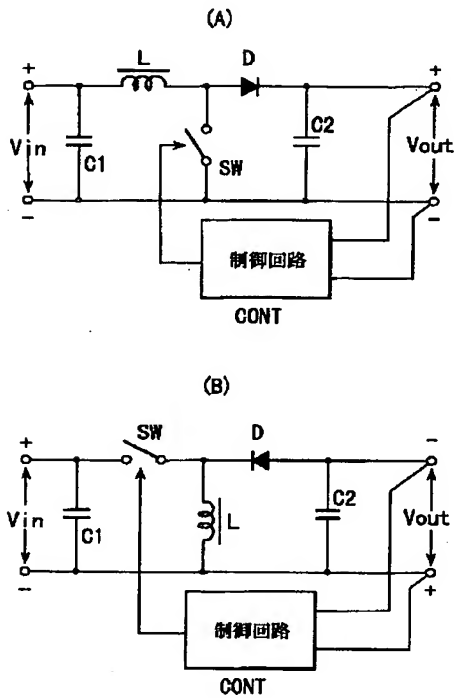 (A)
L
D
+
+
Vin
C1
SW
C2
Vout
-
-
制御回路
CONT
(B)
SW
D
+
-
Vin
C1
L
C2
Vout
-
+
制御回路
CONT